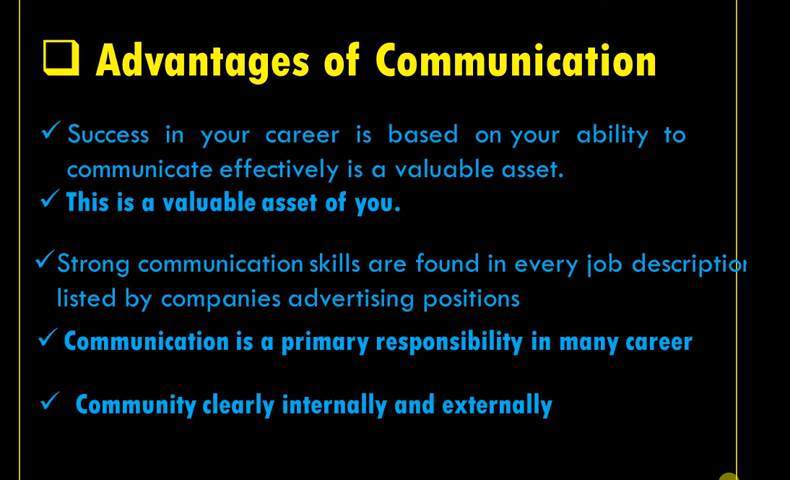 Advantages of Communication
Success in your career is based on your ability to
communicate effectively is a valuable asset.
This is a valuable asset of you.
Strong communication skills are found in every job description
listed by companies advertising positions
Communication is a primary responsibility in many career
Community clearly internally and externally